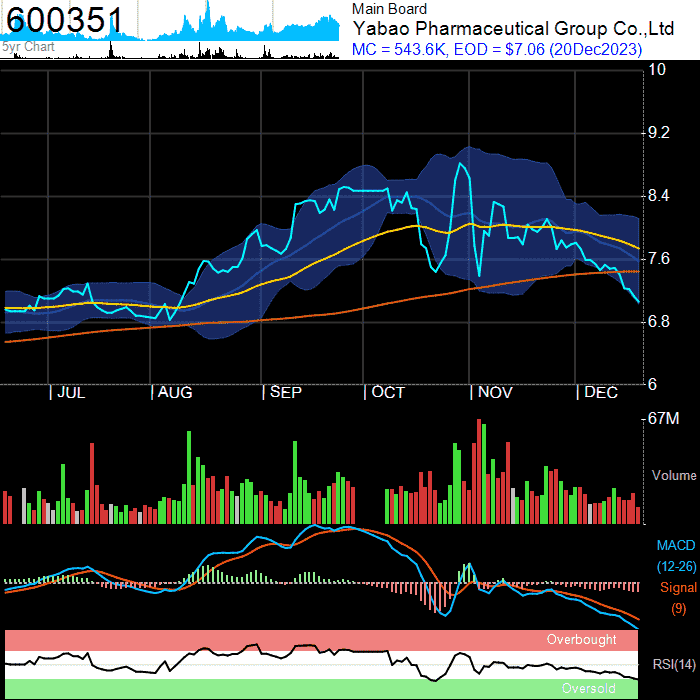 600351
5yr Chart
Main Board
Yabao Pharmaceutical Group Co.,Ltd
MC = 543.6K, EOD = $7.06 (20Dec2023)
10
9.2
8.4
7.6
6.8
6
| JUL | AUG | SEP | OCT | NOV | DEC
67M
Volume
MACD
(12-26)
Signal
(9)
Overbought
RSI(14)
Oversold